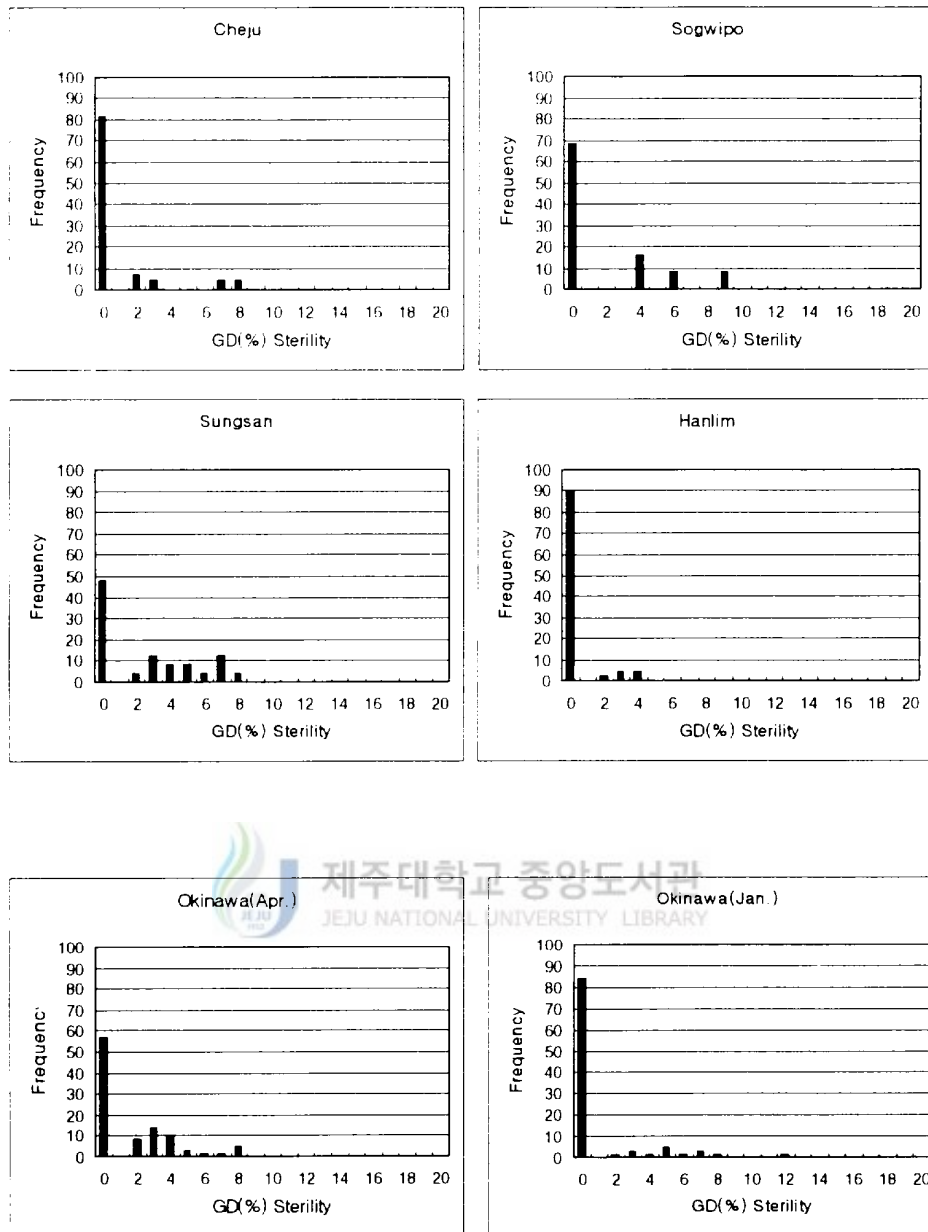 Cheju
Frequency
100
90
80
70
60
50
40
30
20
10
0
0 2 4 6 8 10 12 14 16 18 20
GD(%) Sterility
Sogwipo
Frequency
100
90
80
70
60
50
40
30
20
10
0
0 2 4 6 8 10 12 14 16 18 20
GD(%) Sterility
Sungsan
Frequency
100
90
80
70
60
50
40
30
20
10
0
0 2 4 6 8 10 12 14 16 18 20
GD(%) Sterility
Hanlim
Frequency
100
90
80
70
60
50
40
30
20
10
0
0 2 4 6 8 10 12 14 16 18 20
GD(%) Sterility
제주대학교 중앙도서관
JEJU NATIONAL UNIVERSITY LIBRARY
JEJU
1952
Okinawa(Apr.)
Frequenc
100
90
80
70
60
50
40
30
20
10
0
0 2 4 6 8 10 12 14 16 18 20
GD(%) Sterility
Okinawa(Jan.)
Frequency
100
90
80
70
60
50
40
30
20
10
0
0 2 4 6 8 10 12 14 16 18 20
GD(%) Sterility